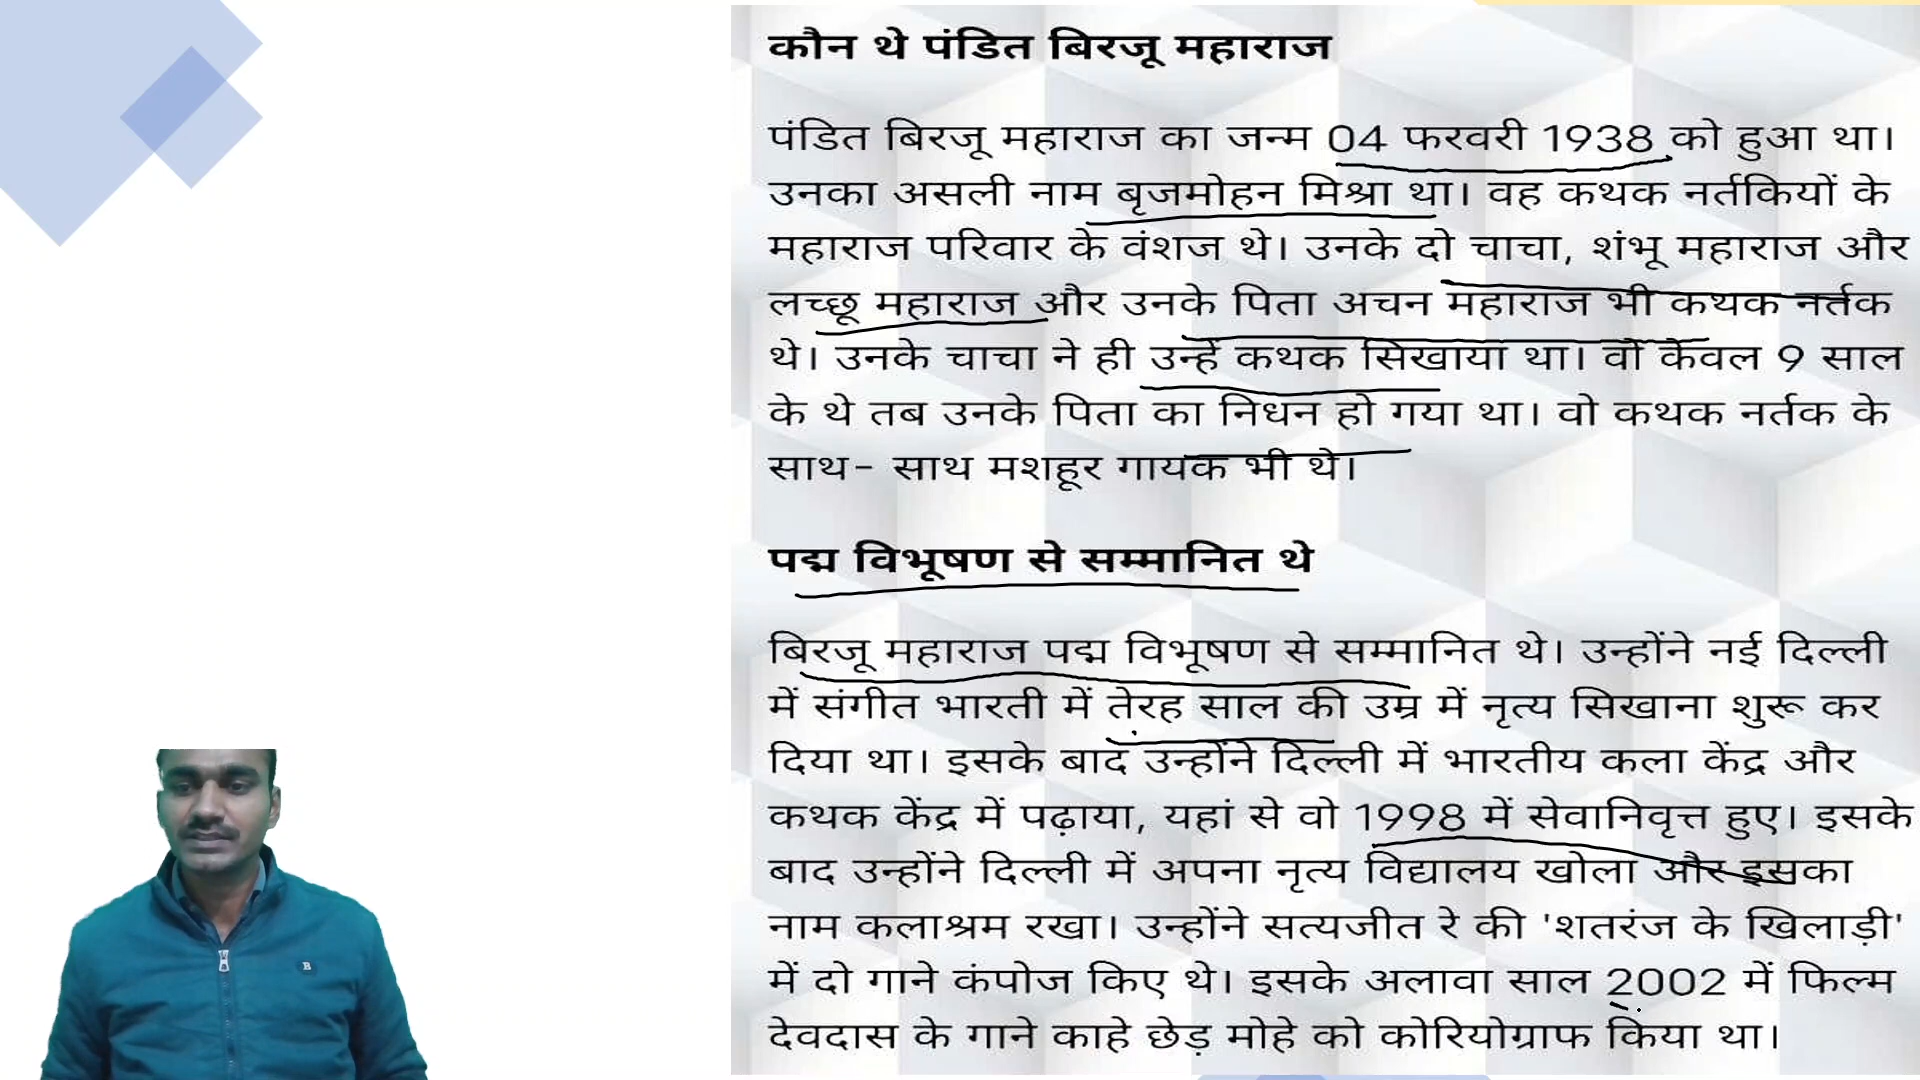 कौन थे पंडित बिरजू महाराज
पंडित बिरजू महाराज का जन्म 04 फरवरी 1938 को हुआ था।
उनका असली नाम बृजमोहन मिश्रा था। वह कथक नर्तकियों के
महाराज परिवार के वंशज थे। उनके दो चाचा, शंभू महाराज और
लच्छू महाराज और उनके पिता अचन महाराज भी कथक नर्तक
थे। उनके चाचा ने ही उन्हें कथक सिखाया था। वो केवल 9 साल
के थे तब उनके पिता का निधन हो गया था। वो कथक नर्तक के
साथ- साथ मशहूर गायक भी थे।
पद्म विभूषण से सम्मानित थे
बिरजू महाराज पद्म विभूषण से सम्मानित थे। उन्होंने नई दिल्ली
में संगीत भारती में तेरह साल की उम्र में नृत्य सिखाना शुरू कर
दिया था। इसके बाद उन्होंने दिल्ली में भारतीय कला केंद्र और
कथक केंद्र में पढ़ाया, यहां से वो 1998 में सेवानिवृत्त हुए। इसके
बाद उन्होंने दिल्ली में अपना नृत्य विद्यालय खोला और इसका
नाम कलाश्रम रखा। उन्होंने सत्यजीत रे की 'शतरंज के खिलाड़ी'
में दो गाने कंपोज किए थे। इसके अलावा साल 2002 में फिल्म
देवदास के गाने काहे छेड़ मोहे को कोरियोग्राफ किया था।